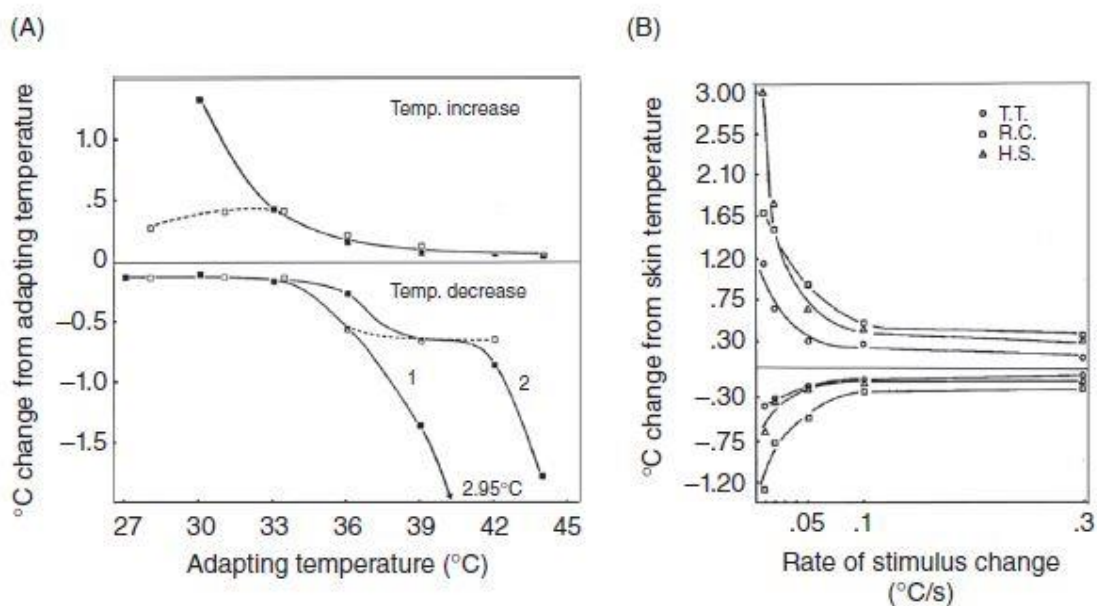 (A)
°C change from adapting temperature
1.0
.5
0
−0.5
−1.0
−1.5
Temp. increase
Temp. decrease
1
2
2.95°C
27 30 33 36 39 42 45
Adapting temperature (°C)
(B)
°C change from skin temperature
3.00
2.55
2.10
1.65
1.20
.75
.30
−.30
−.75
−1.20
T.T.
R.C.
H.S.
.05 .1 .3
Rate of stimulus change
(°C/s)